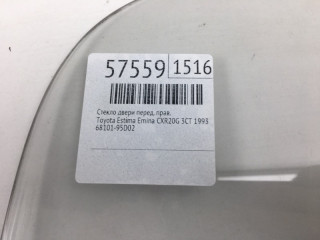 57559 1516
Стекло двери перед. прав.
Toyota Estima Emina CXR20G 3CT 1993
68101-95D02